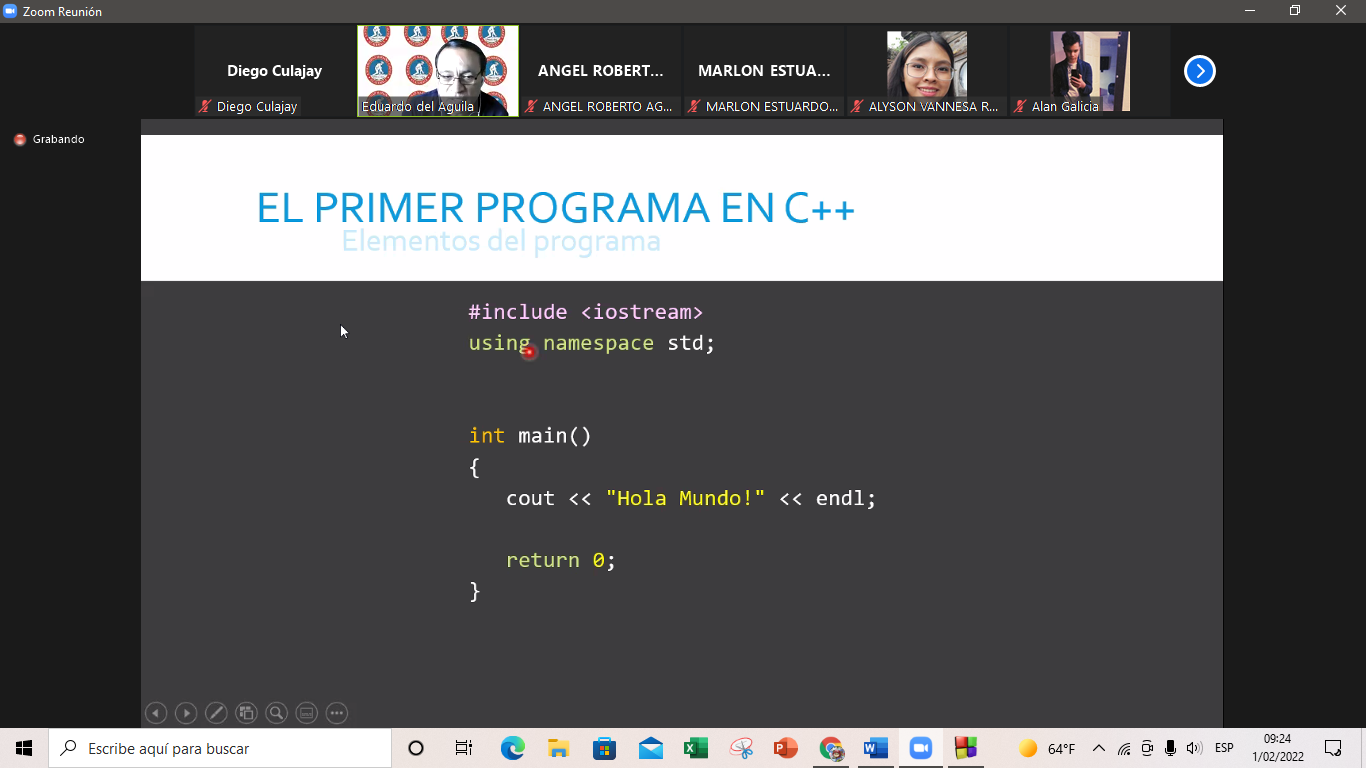 Zoom Reunión
Diego Culajay
ANGEL ROBERT...
MARLON ESTUA...
Diego Culajay
Eduardo del Aguila
ANGEL ROBERTO AG...
MARLON ESTUARDO...
ALYSON VANNESA R...
Alan Galicia
Grabando
EL PRIMER PROGRAMA EN C++
Elementos del programa
#include <iostream>
using namespace std;
int main()
{
cout << "Hola Mundo!" << endl;
return 0;
}
Escribe aquí para buscar
64°F
ESP
09:24
1/02/2022